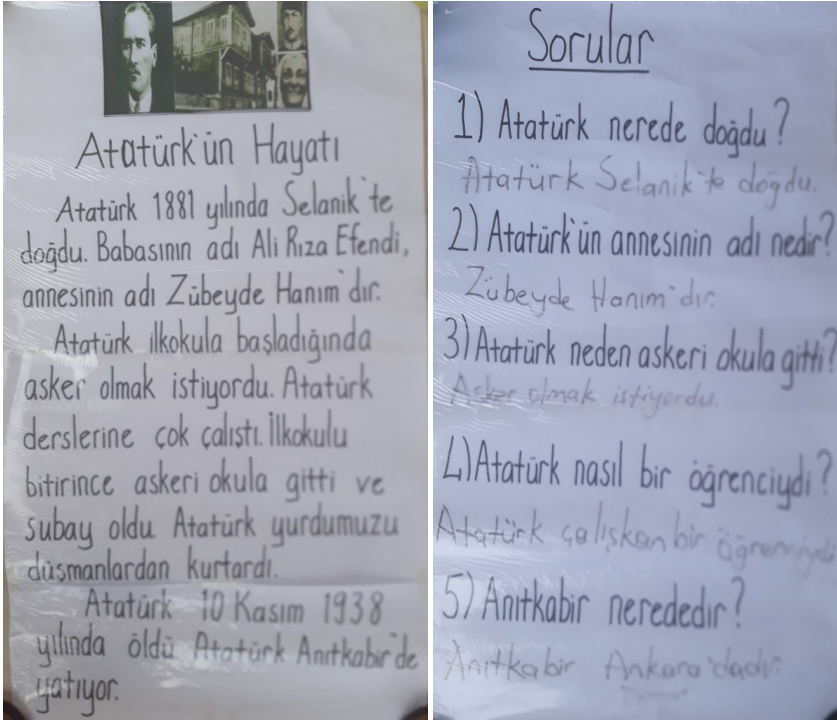 Atatürk'ün Hayatı
Atatürk 1881 yılında Selanik'te
doğdu. Babasının adı Ali Rıza Efendi,
annesinin adı Zübeyde Hanım'dır.
Atatürk ilkokula başladığında
asker olmak istiyordu. Atatürk
derslerine çok çalıştı. İlkokulu
bitirince askeri okula gitti ve
subay oldu. Atatürk yurdumuzu
düşmanlardan kurtardı.
Atatürk 10 Kasım 1938
yılında öldü Atatürk Anıtkabir'de
yatıyor.
Sorular
1) Atatürk nerede doğdu?
Atatürk Selanik'te doğdu.
2) Atatürk'ün annesinin adı nedir?
Zübeyde Hanım'dır.
3) Atatürk neden askeri okula gitti?
Asker olmak istiyordu.
4) Atatürk nasıl bir öğrenciydi?
Atatürk çalışkan bir öğrenciydi
5) Anıtkabir nerededir?
Anıtkabir Ankara'dadır.